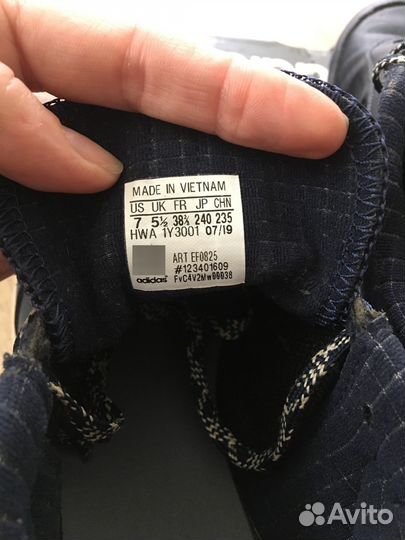 MADE IN VIETNAM
US UK FR JP CHN
7 5½ 38⅔ 240 235
HWA 1Y3001 07/19
ART EF0825
#123401609
adidas FvC4V2Mw99938
Avito